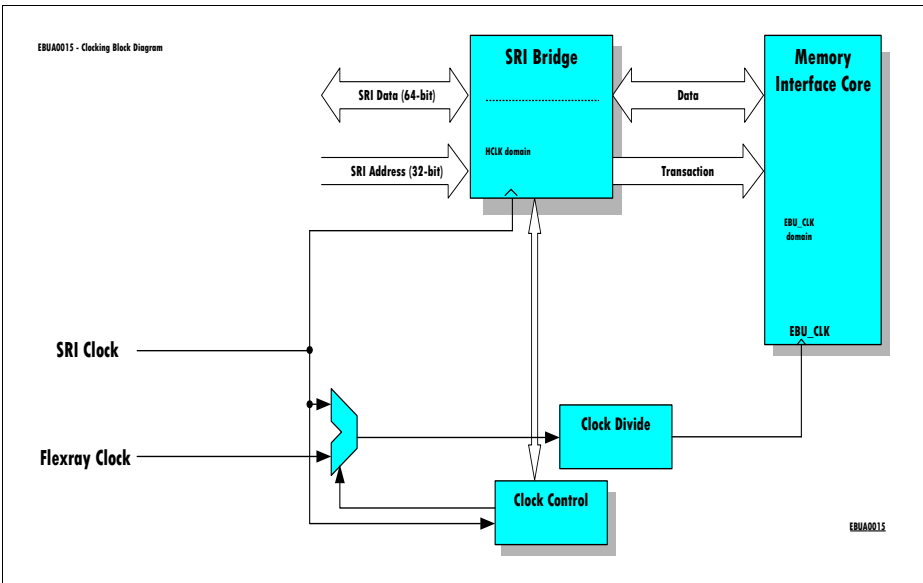 EBUA0015 - Clocking Block Diagram
SRI Bridge
Memory
Interface Core
SRI Data (64-bit)
Data
HCLK domain
SRI Address (32-bit)
Transaction
EBU_CLK
domain
EBU_CLK
SRI Clock
Clock Divide
Flexray Clock
Clock Control
EBUA0015